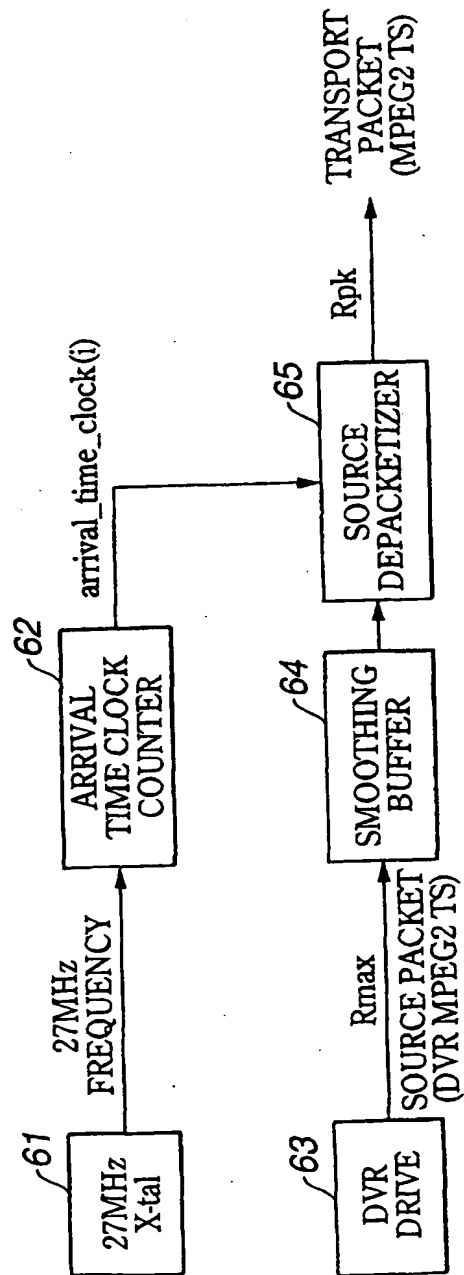 61
27MHz
X-tal
27MHz
FREQUENCY
62
ARRIVAL
TIME CLOCK
COUNTER
arrival_time_clock(i)
63
DVR
DRIVE
Rmax
SOURCE PACKET
(DVR MPEG2 TS)
64
SMOOTHING
BUFFER
65
SOURCE
DEPACKETIZER
Rpk
TRANSPORT
PACKET
(MPEG2 TS)